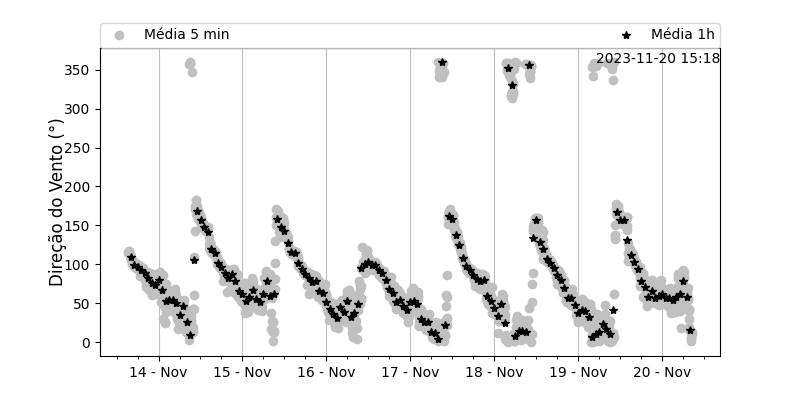 Média 5 min
Média 1h
2023-11-20 15:18
Direção do Vento (°)
350
300
250
200
150
100
50
0
14 - Nov
15 - Nov
16 - Nov
17 - Nov
18 - Nov
19 - Nov
20 - Nov